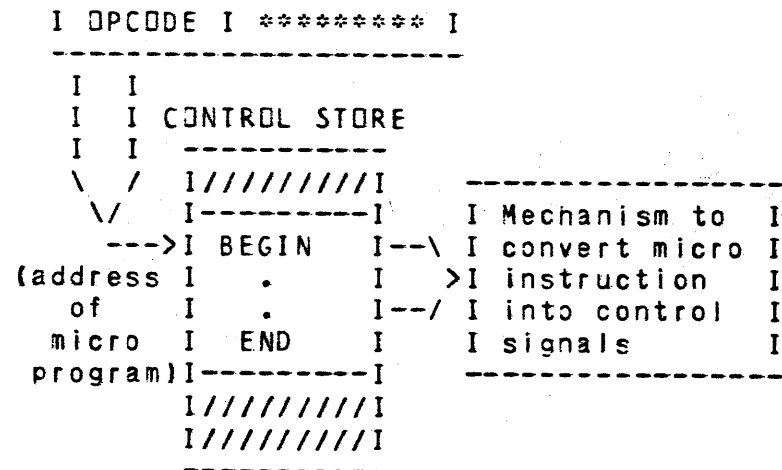 I OPCODE I ********* I
-----------------------
I   I
I   I CONTROL STORE
I   I  -----------
\   /  I/////////I      -----------------
 \/    I---------I      I Mechanism to  I
   --->I BEGIN   I--\ I convert micro I
(address I    .    I    >I instruction   I
of     I    .    I--/ I into control  I
micro  I   END   I      I signals       I
program)I---------I      -----------------
I/////////I
I/////////I
-----------